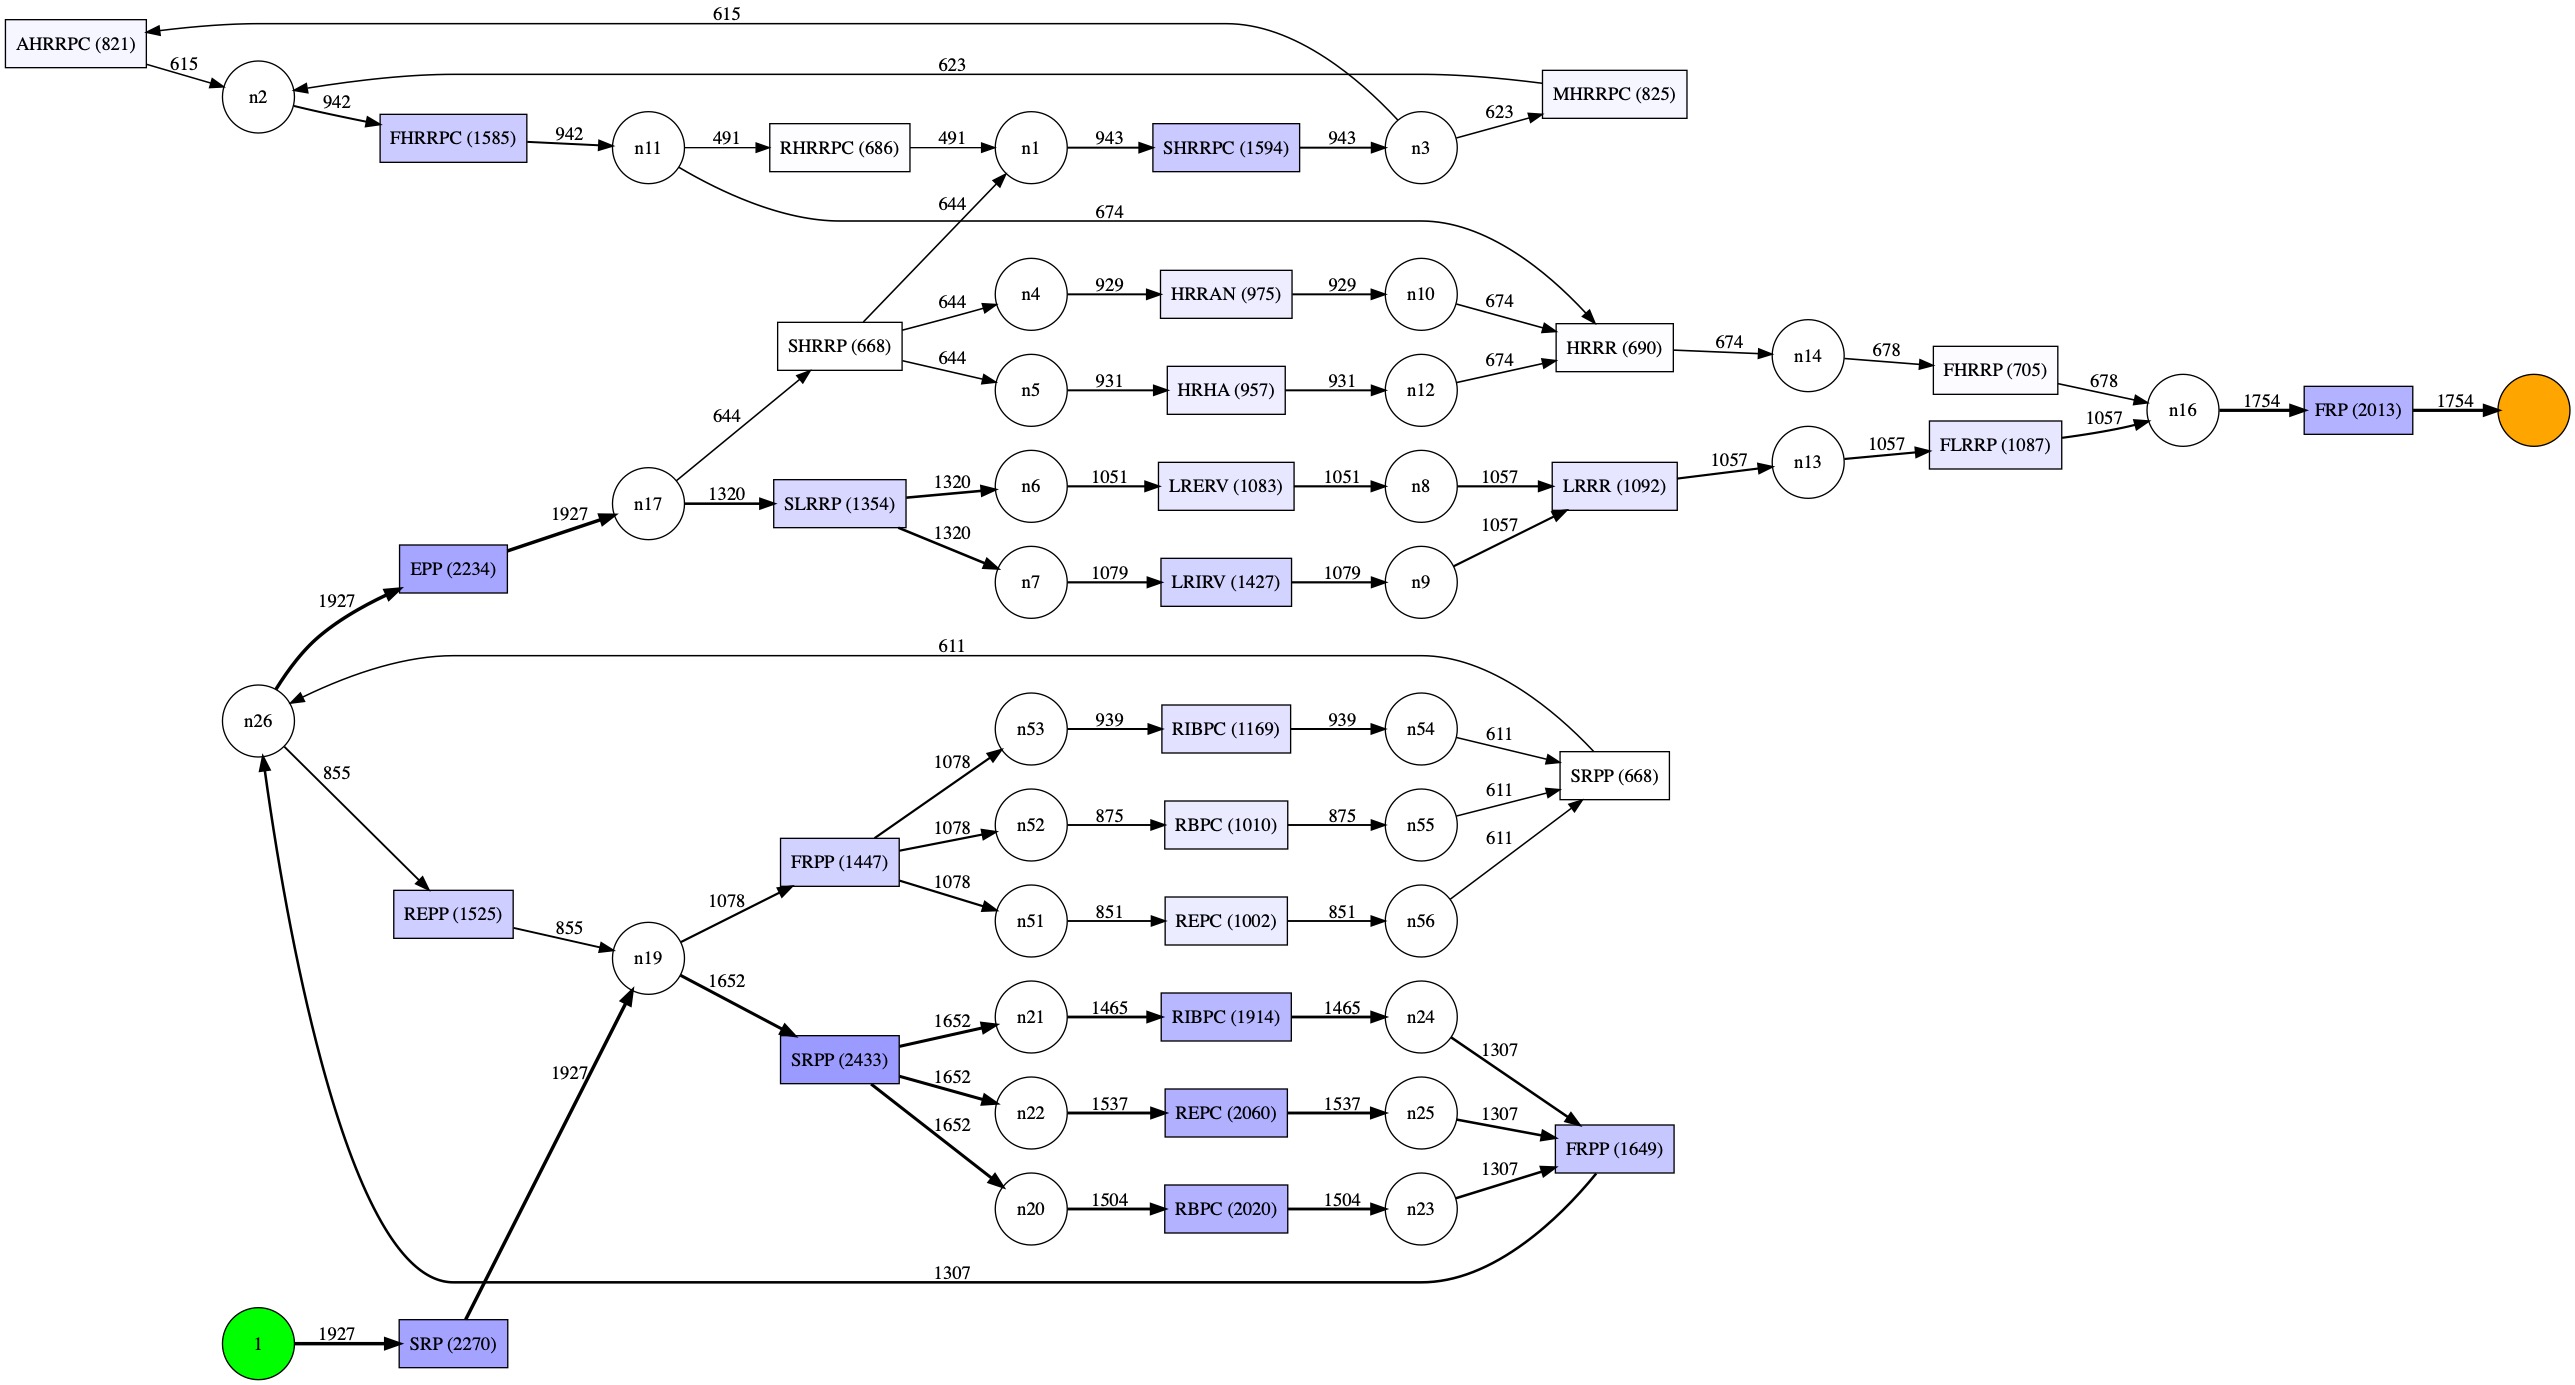 615
AHRRPC (821)
615
623
n2
942
MHRRPC (825)
623
FHRRPC (1585)
942
n11
491
RHRRPC (686)
491
n1
943
SHRRPC (1594)
943
n3
644
674
n4
929
HRRAN (975)
929
n10
674
644
SHRRP (668)
HRRR (690)
674
n14
678
FHRRP (705)
678
644
n5
931
HRHA (957)
931
n12
674
644
n16
1754
FRP (2013)
1754
1057
FLRRP (1087)
1057
n13
1057
n17
1320
SLRRP (1354)
1320
n6
1051
LRERV (1083)
1051
n8
1057
LRRR (1092)
1927
1320
1057
EPP (2234)
n7
1079
LRIRV (1427)
1079
n9
1927
611
n26
n53
939
RIBPC (1169)
939
n54
611
855
1078
SRPP (668)
611
1078
n52
875
RBPC (1010)
875
n55
611
FRPP (1447)
1078
1078
n51
851
REPC (1002)
851
n56
REPP (1525)
855
n19
1652
1652
n21
1465
RIBPC (1914)
1465
n24
1307
SRPP (2433)
1927
1652
n22
1537
REPC (2060)
1537
n25
1307
1652
FRPP (1649)
1307
n20
1504
RBPC (2020)
1504
n23
1307
1
1927
SRP (2270)